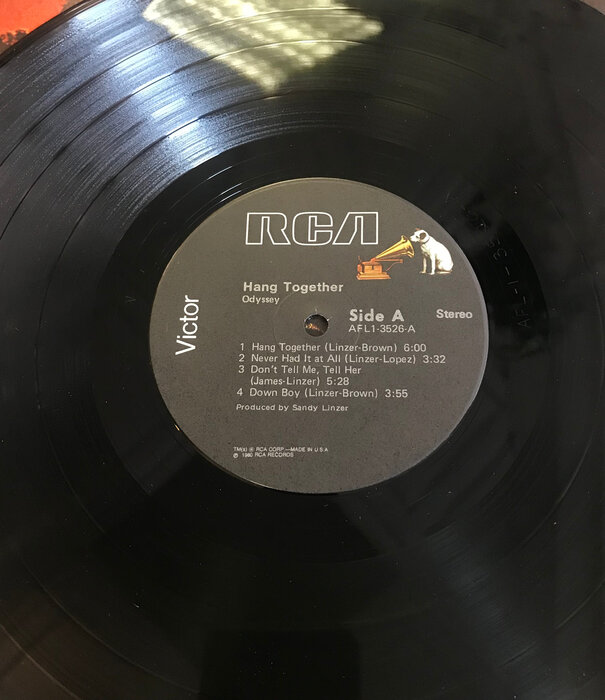 RCA
Victor
Hang Together
Odyssey
Side A
Stereo
AFL1-3526-A
1 Hang Together (Linzer-Brown) 6:00
2 Never Had It at All (Linzer-Lopez) 3:32
3 Don't Tell Me, Tell Her
(James-Linzer) 5:28
4 Down Boy (Linzer-Brown) 3:55
Produced by Sandy Linzer
TM(s) ® RCA CORP.—MADE IN U.S.A
℗ 1980 RCA RECORDS